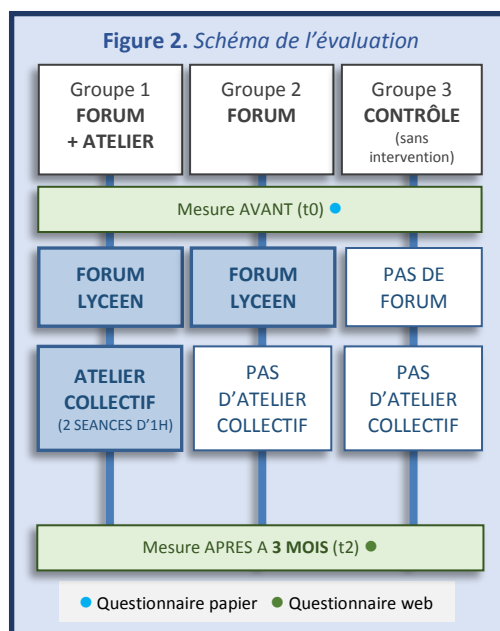 Figure 2. Schéma de l'évaluation
Groupe 1
FORUM
+ ATELIER
Groupe 2
FORUM
Groupe 3
CONTRÔLE
(sans
intervention)
Mesure AVANT (t0)
FORUM
LYCEEN
FORUM
LYCEEN
PAS DE
FORUM
ATELIER
COLLECTIF
(2 SEANCES D'1H)
PAS
D'ATELIER
COLLECTIF
PAS
D'ATELIER
COLLECTIF
Mesure APRES A 3 MOIS (t2)
Questionnaire papier
Questionnaire web